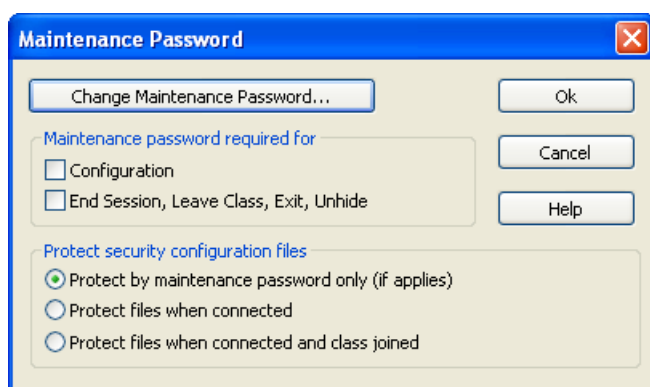 Maintenance Password
Change Maintenance Password...
Ok
Maintenance password required for
Configuration
Cancel
End Session, Leave Class, Exit, Unhide
Help
Protect security configuration files
Protect by maintenance password only (if applies)
Protect files when connected
Protect files when connected and class joined